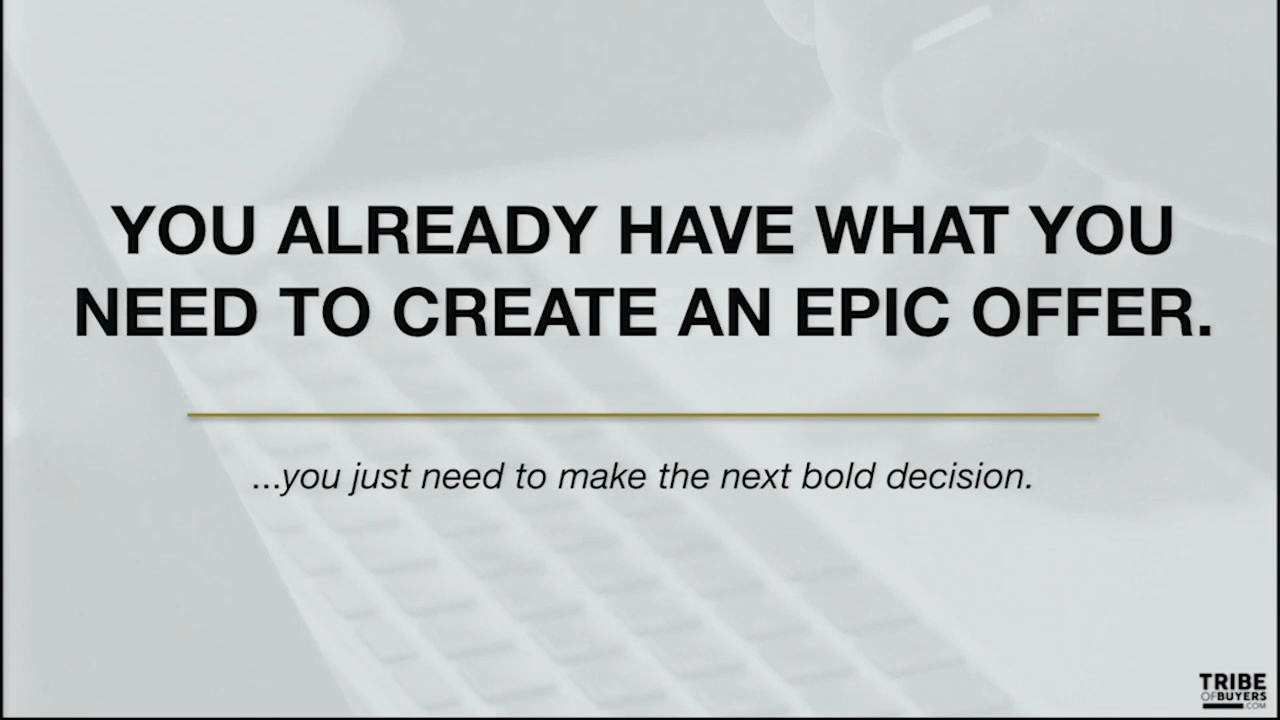 YOU ALREADY HAVE WHAT YOU
NEED TO CREATE AN EPIC OFFER.
...you just need to make the next bold decision.
TRIBE
OFBUYERS
.COM